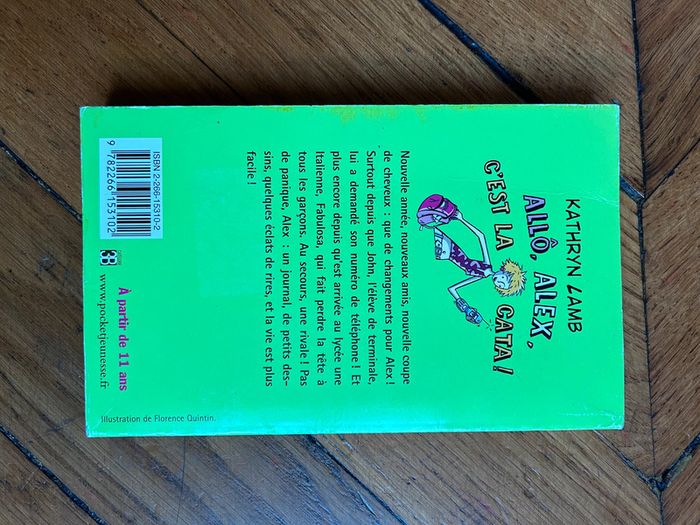 KATHRYN LAMB
ALLÔ, ALEX,
C'EST LA CATA !
Nouvelle année, nouveaux amis, nouvelle coupe
de cheveux : que de changements pour Alex !
Surtout depuis que John, l'élève de terminale,
lui a demandé son numéro de téléphone ! Et
plus encore depuis qu'est arrivée au lycée une
Italienne, Fabulosa, qui fait perdre la tête à
tous les garçons. Au secours, une rivale ! Pas
de panique, Alex : un journal, de petits des-
sins, quelques éclats de rires, et la vie est plus
facile !
À partir de 11 ans
www.pocketjeunesse.fr
Illustration de Florence Quintin.
ISBN 2-266-15310-2
9 782266 153102